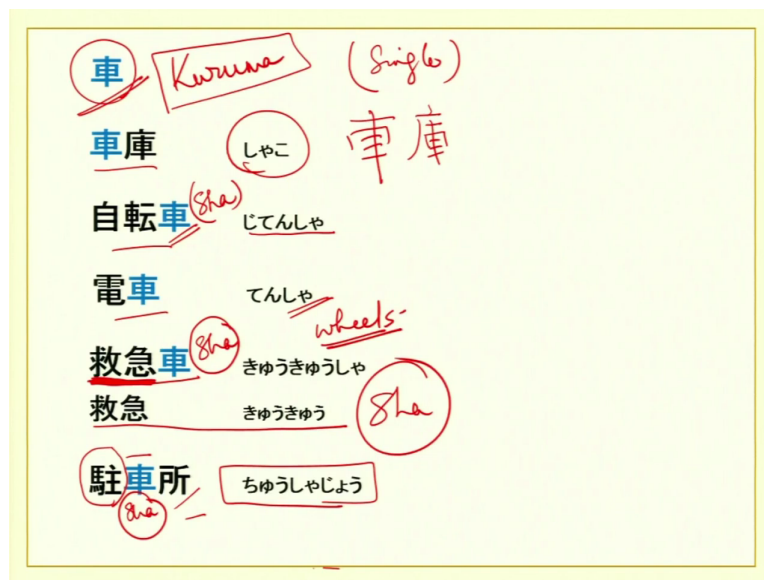 車 Kuruma (Single)
車庫 しゃこ 車庫
自転車 (Sha) じてんしゃ
電車 てんしゃ
wheels-
救急車 Sha きゅうきゅうしゃ
救急 きゅうきゅう Sha
駐車所 ちゅうしゃじょう
Sha